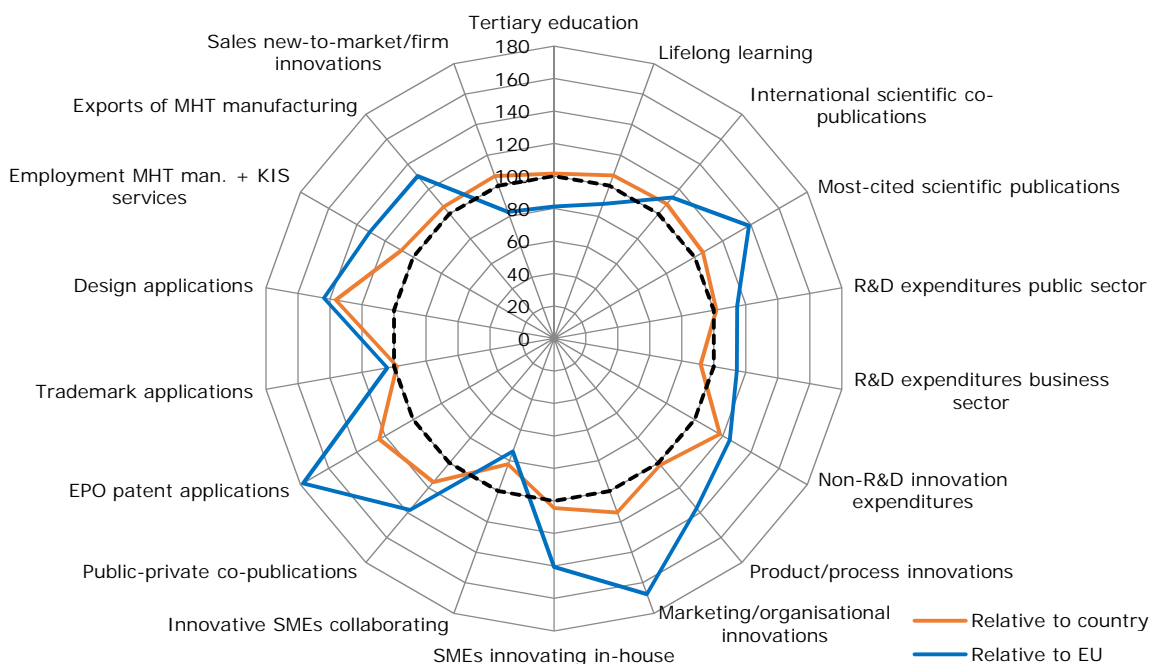 Tertiary education
180
160
140
120
100
80
60
40
20
0
Lifelong learning
International scientific co-
publications
Most-cited scientific publications
R&D expenditures public sector
R&D expenditures business
sector
Non-R&D innovation
expenditures
Product/process innovations
Marketing/organisational
innovations
SMEs innovating in-house
Innovative SMEs collaborating
Public-private co-publications
EPO patent applications
Trademark applications
Design applications
Employment MHT man. + KIS
services
Exports of MHT manufacturing
Sales new-to-market/firm
innovations
Relative to country
Relative to EU